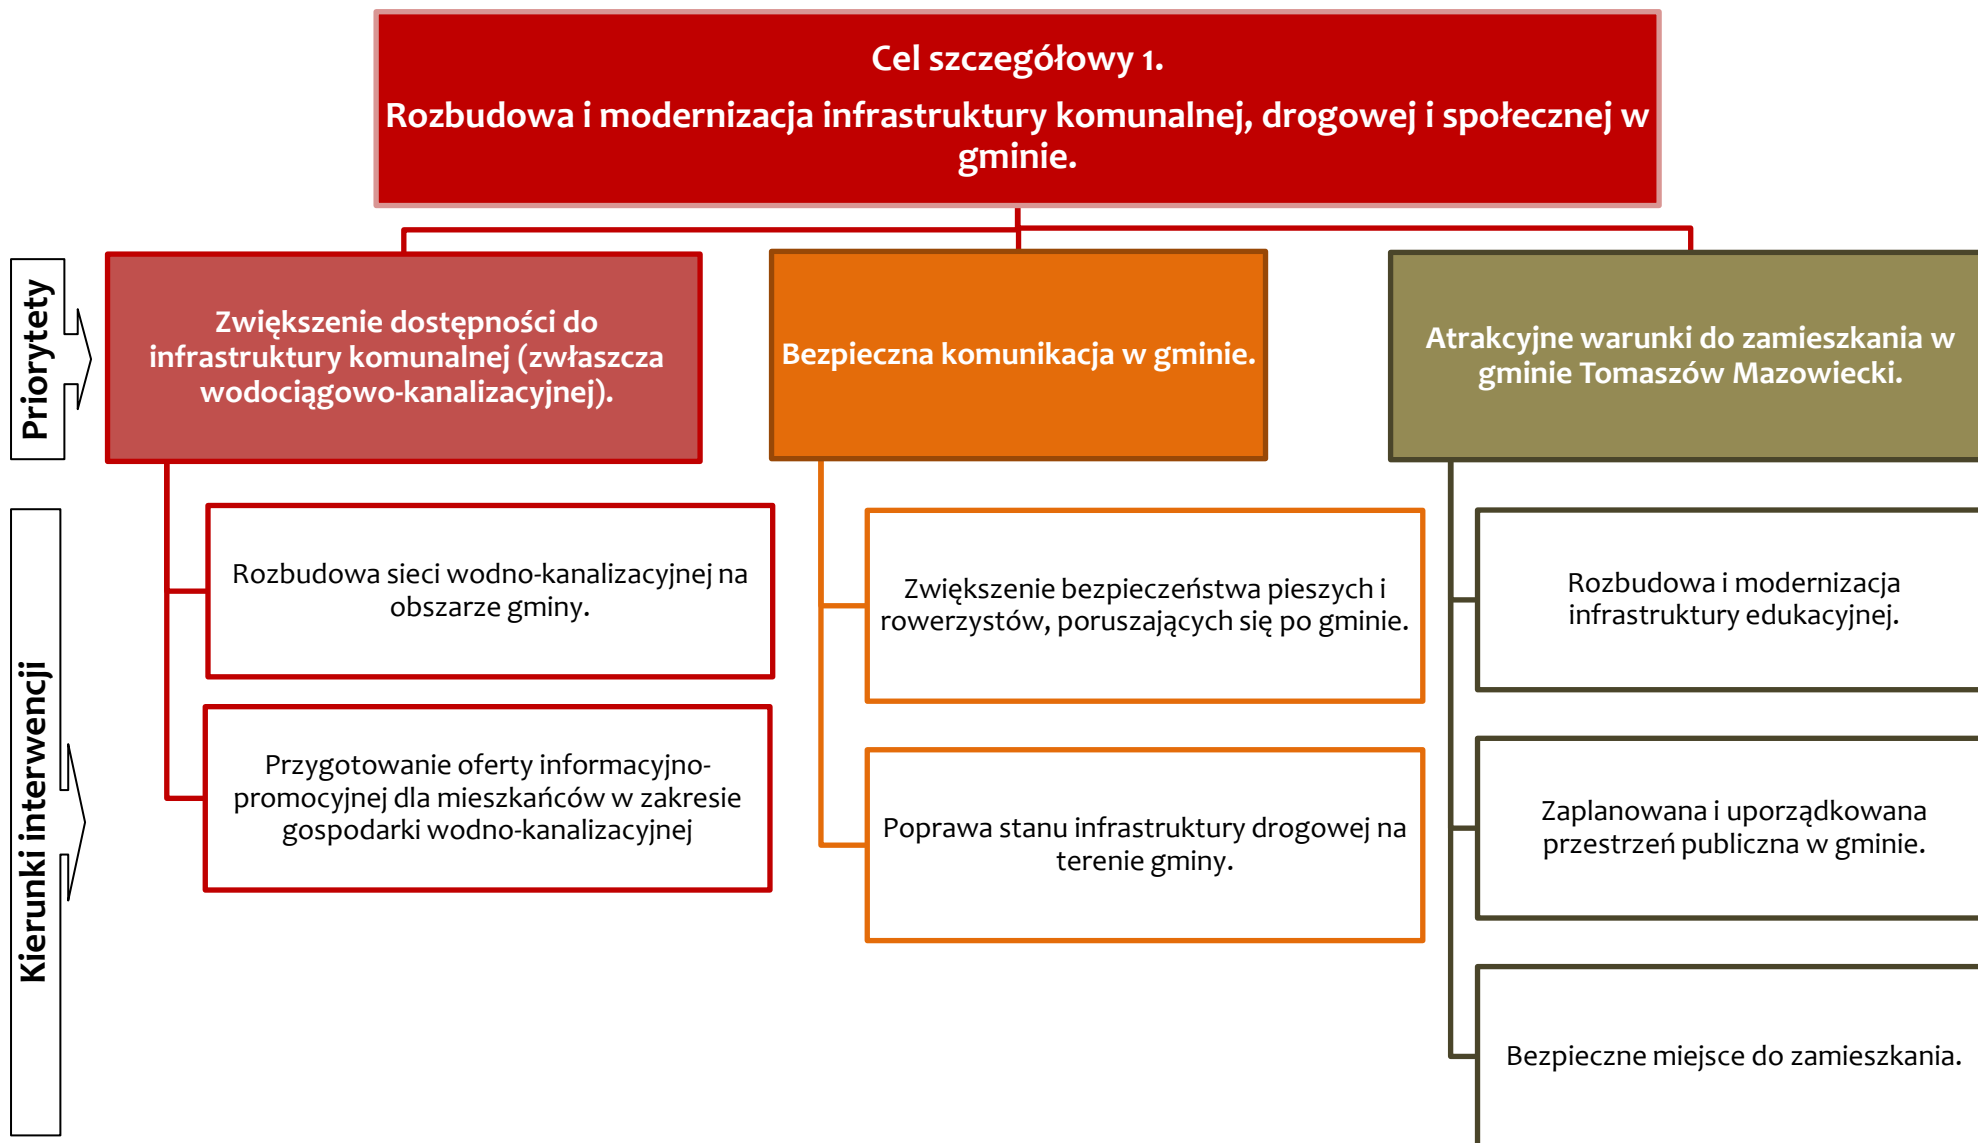 Cel szczegółowy 1.
Rozbudowa i modernizacja infrastruktury komunalnej, drogowej i społecznej w
gminie.
Priorytety
Zwiększenie dostępności do
infrastruktury komunalnej (zwłaszcza
wodociągowo-kanalizacyjnej).
Bezpieczna komunikacja w gminie.
Atrakcyjne warunki do zamieszkania w
gminie Tomaszów Mazowiecki.
Kierunki interwencji
Rozbudowa sieci wodno-kanalizacyjnej na
obszarze gminy.
Przygotowanie oferty informacyjno-
promocyjnej dla mieszkańców w zakresie
gospodarki wodno-kanalizacyjnej
Zwiększenie bezpieczeństwa pieszych i
rowerzystów, poruszających się po gminie.
Poprawa stanu infrastruktury drogowej na
terenie gminy.
Rozbudowa i modernizacja
infrastruktury edukacyjnej.
Zaplanowana i uporządkowana
przestrzeń publiczna w gminie.
Bezpieczne miejsce do zamieszkania.